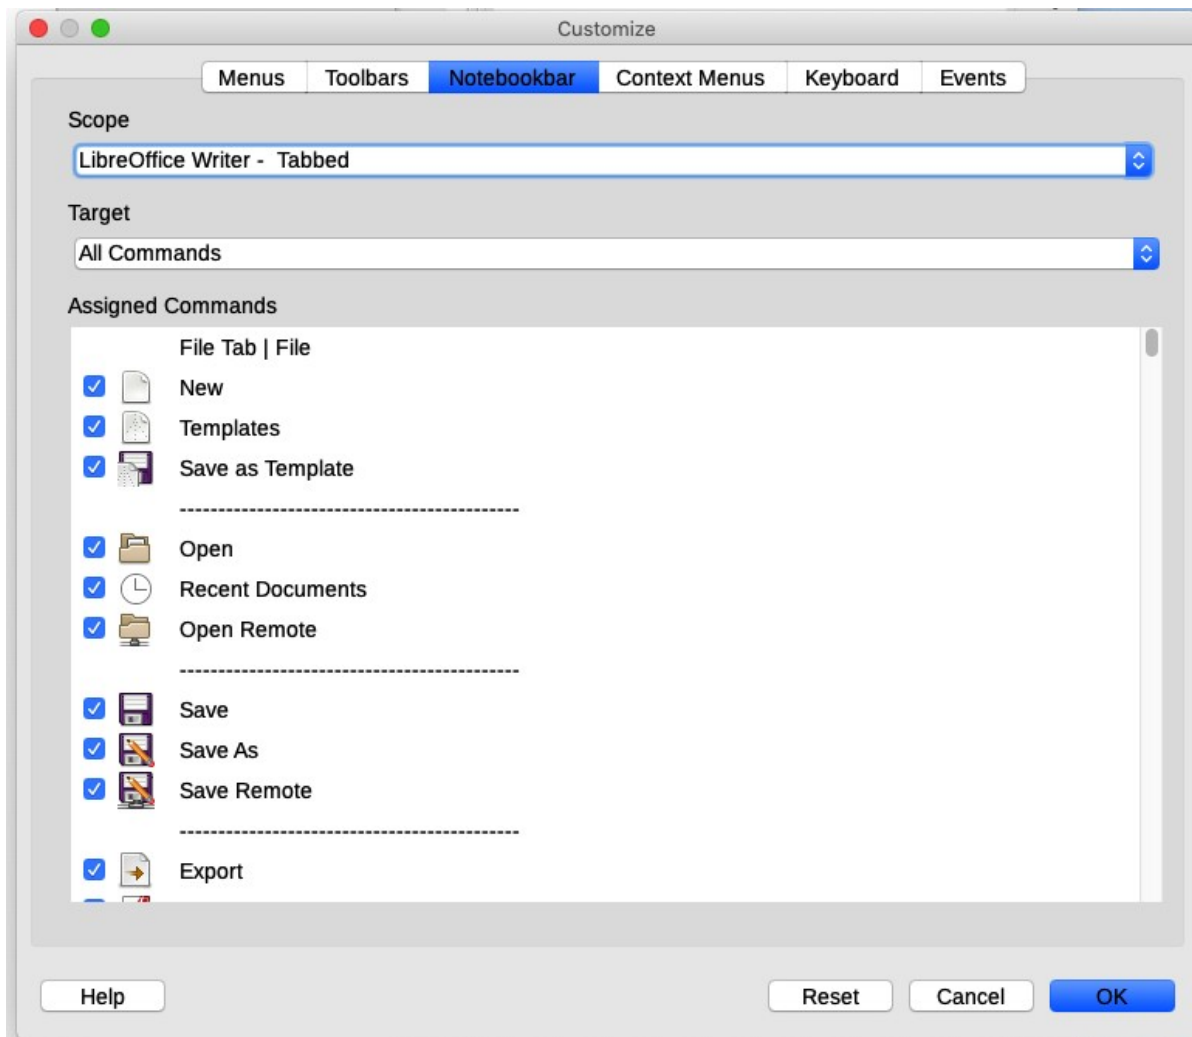 Customize
Menus Toolbars Notebookbar Context Menus Keyboard Events
Scope
LibreOffice Writer - Tabbed
Target
All Commands
Assigned Commands
File Tab | File
New
Templates
Save as Template
------------------------------------------
Open
Recent Documents
Open Remote
------------------------------------------
Save
Save As
Save Remote
------------------------------------------
Export
Help Reset Cancel OK